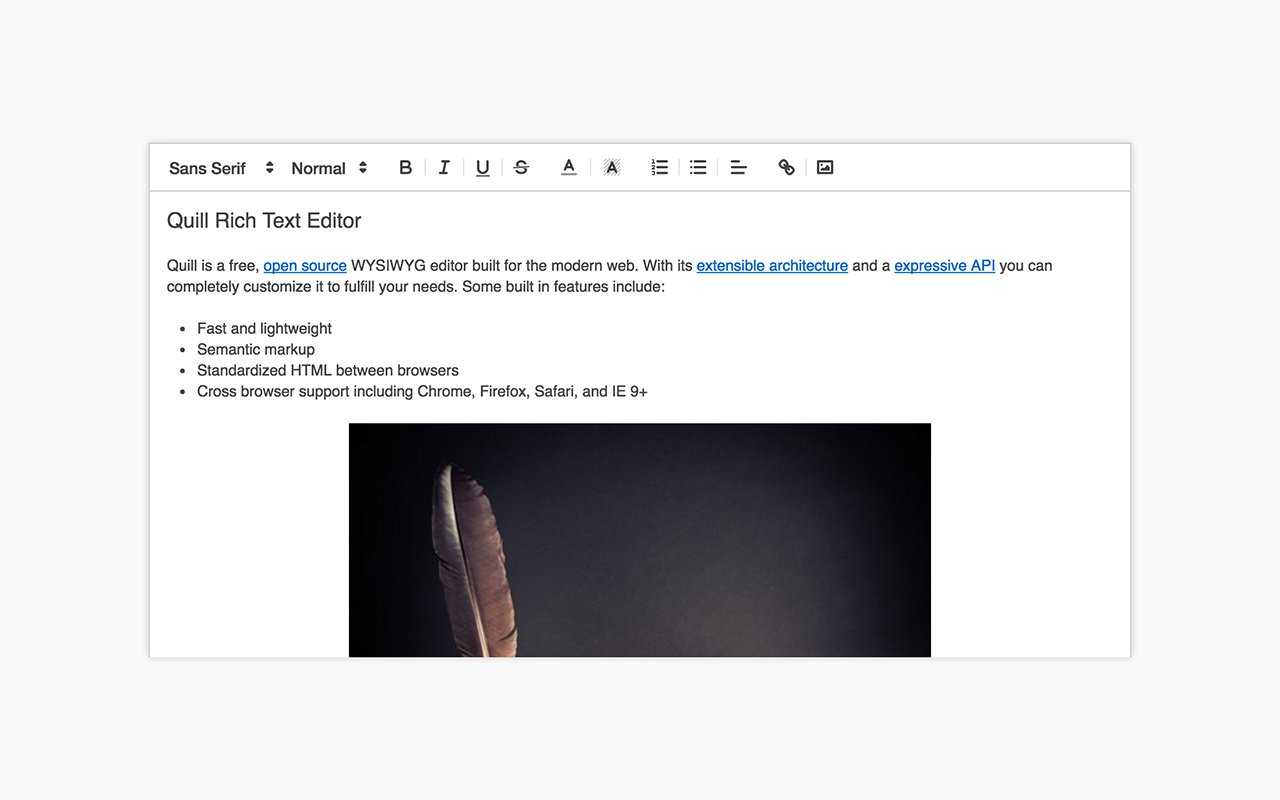 Sans Serif Normal B I U S A A
Quill Rich Text Editor
Quill is a free, open source WYSIWYG editor built for the modern web. With its extensible architecture and a expressive API you can
completely customize it to fulfill your needs. Some built in features include:
• Fast and lightweight
• Semantic markup
• Standardized HTML between browsers
• Cross browser support including Chrome, Firefox, Safari, and IE 9+